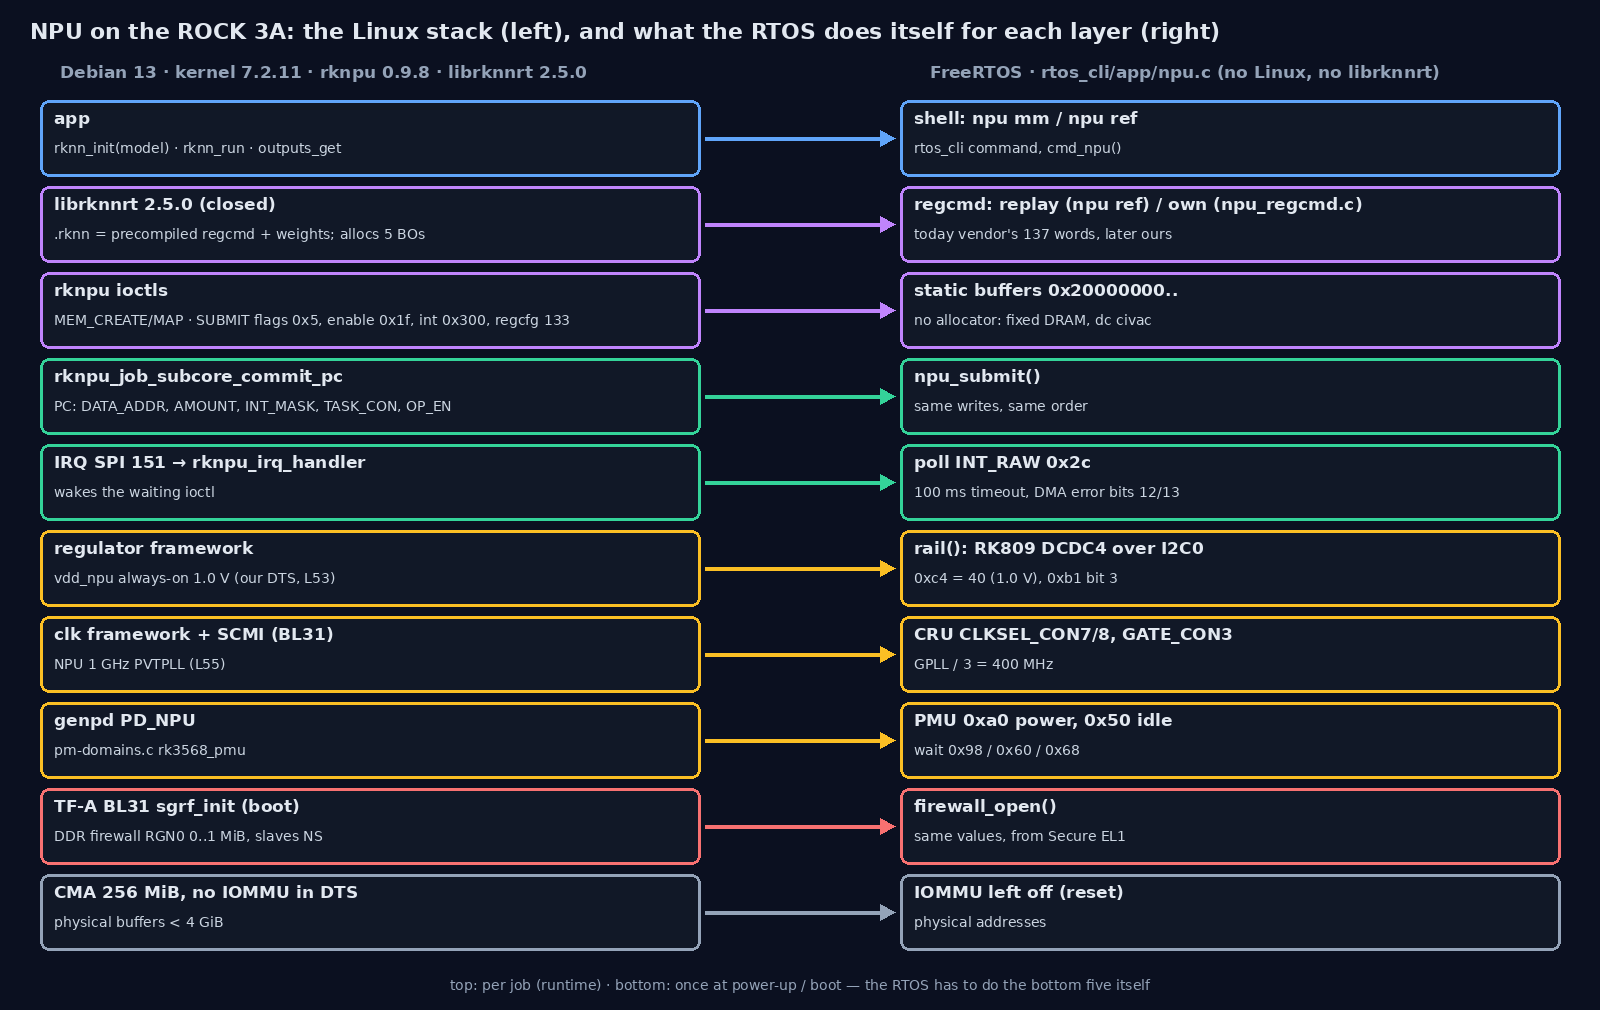 NPU on the ROCK 3A: the Linux stack (left), and what the RTOS does itself for each layer (right)
Debian 13 · kernel 7.2.11 · rknpu 0.9.8 · librknnrt 2.5.0
FreeRTOS · rtos_cli/app/npu.c (no Linux, no librknnrt)
app
rknn_init(model) · rknn_run · outputs_get
shell: npu mm / npu ref
rtos_cli command, cmd_npu()
librknnrt 2.5.0 (closed)
.rknn = precompiled regcmd + weights; allocs 5 BOs
regcmd: replay (npu ref) / own (npu_regcmd.c)
today vendor's 137 words, later ours
rknpu ioctls
MEM_CREATE/MAP · SUBMIT flags 0x5, enable 0x1f, int 0x300, regcfg 133
static buffers 0x20000000..
no allocator: fixed DRAM, dc civac
rknpu_job_subcore_commit_pc
PC: DATA_ADDR, AMOUNT, INT_MASK, TASK_CON, OP_EN
npu_submit()
same writes, same order
IRQ SPI 151 → rknpu_irq_handler
wakes the waiting ioctl
poll INT_RAW 0x2c
100 ms timeout, DMA error bits 12/13
regulator framework
vdd_npu always-on 1.0 V (our DTS, L53)
rail(): RK809 DCDC4 over I2C0
0xc4 = 40 (1.0 V), 0xb1 bit 3
clk framework + SCMI (BL31)
NPU 1 GHz PVTPLL (L55)
CRU CLKSEL_CON7/8, GATE_CON3
GPLL / 3 = 400 MHz
genpd PD_NPU
pm-domains.c rk3568_pmu
PMU 0xa0 power, 0x50 idle
wait 0x98 / 0x60 / 0x68
TF-A BL31 sgrf_init (boot)
DDR firewall RGN0 0..1 MiB, slaves NS
firewall_open()
same values, from Secure EL1
CMA 256 MiB, no IOMMU in DTS
physical buffers < 4 GiB
IOMMU left off (reset)
physical addresses
top: per job (runtime) · bottom: once at power-up / boot — the RTOS has to do the bottom five itself